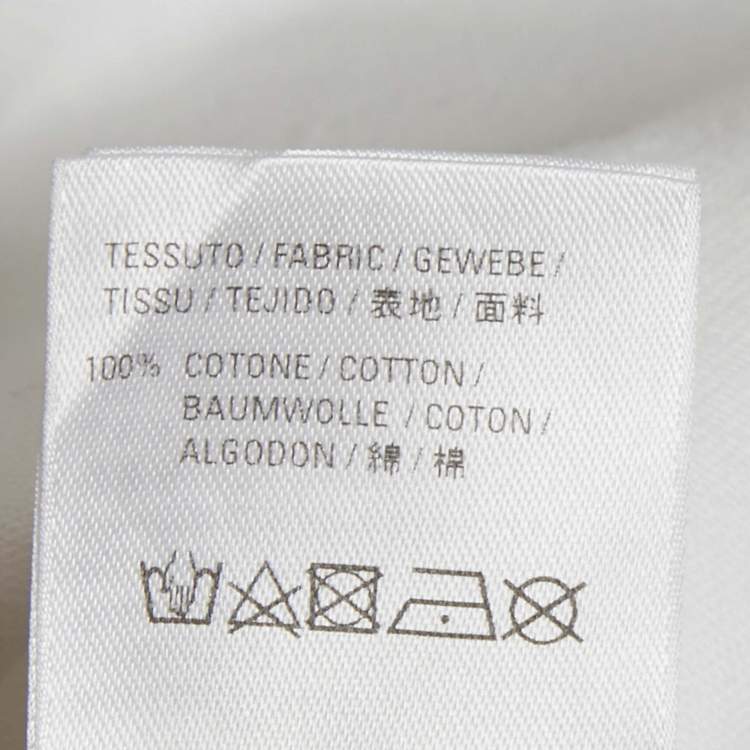 TESSUTO / FABRIC / GEWEBE /
TISSU / TEJIDO / 表地 / 面料
100% COTONE / COTTON /
BAUMWOLLE / COTON /
ALGODON / 綿 / 棉